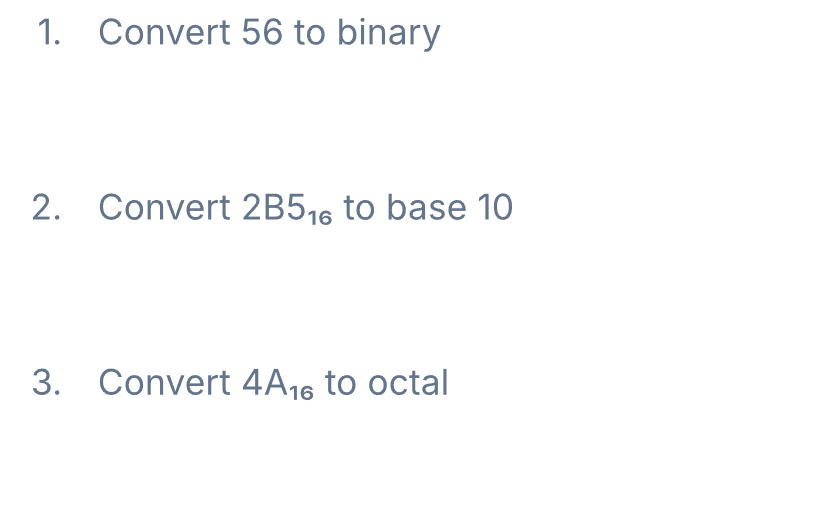 1. Convert 56 to binary
2. Convert 2B5₁₆ to base 10
3. Convert 4A₁₆ to octal